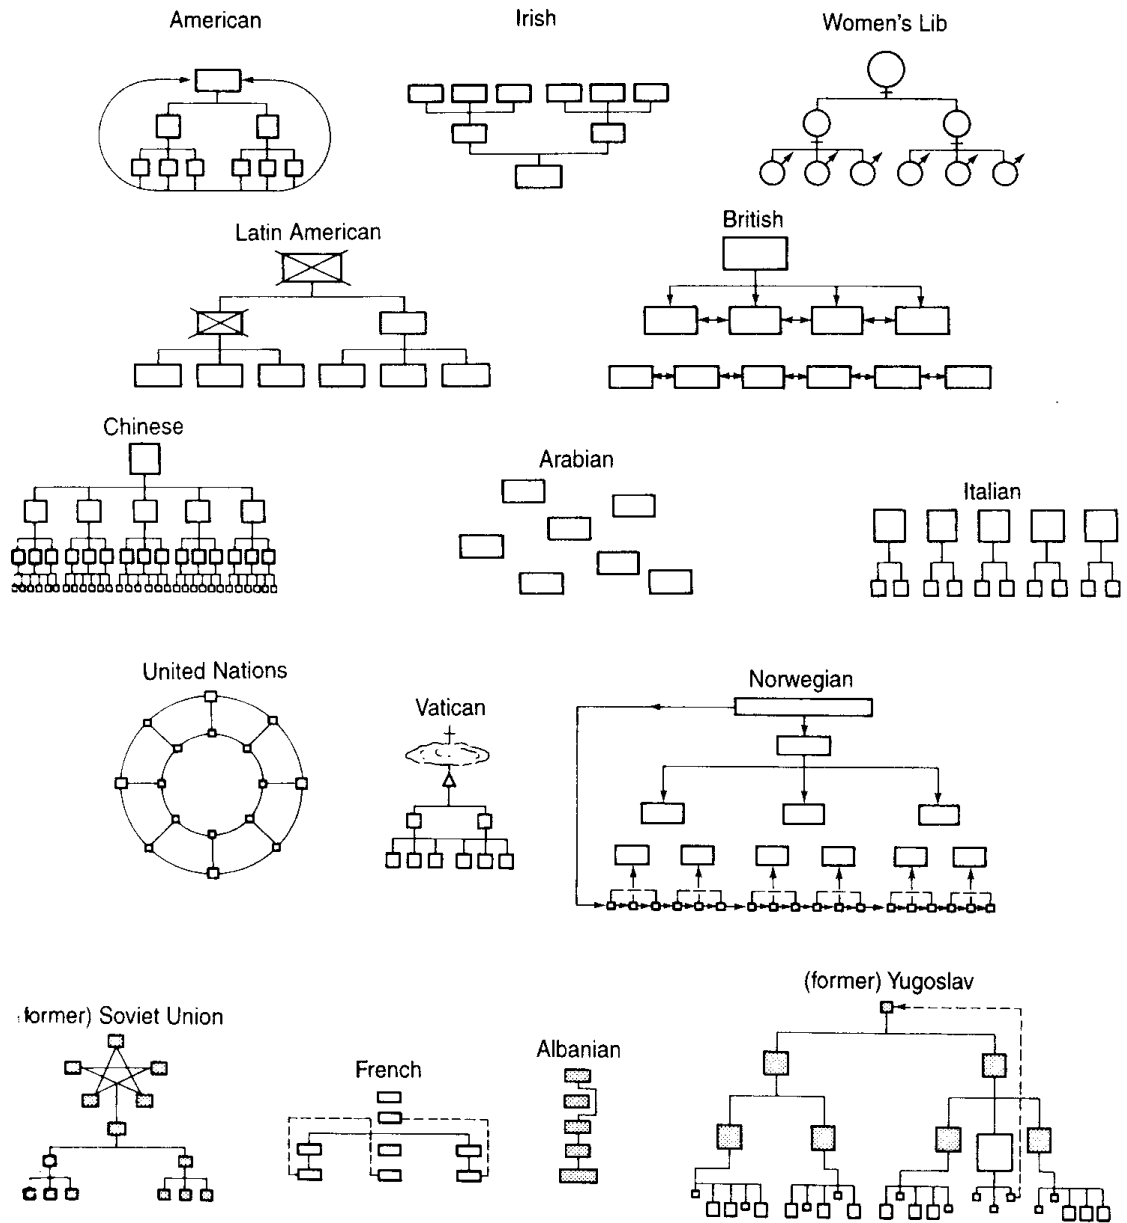 American
Irish
Women's Lib
Latin American
British
Chinese
Arabian
Italian
United Nations
Vatican
Norwegian
(former) Yugoslav
former) Soviet Union
French
Albanian